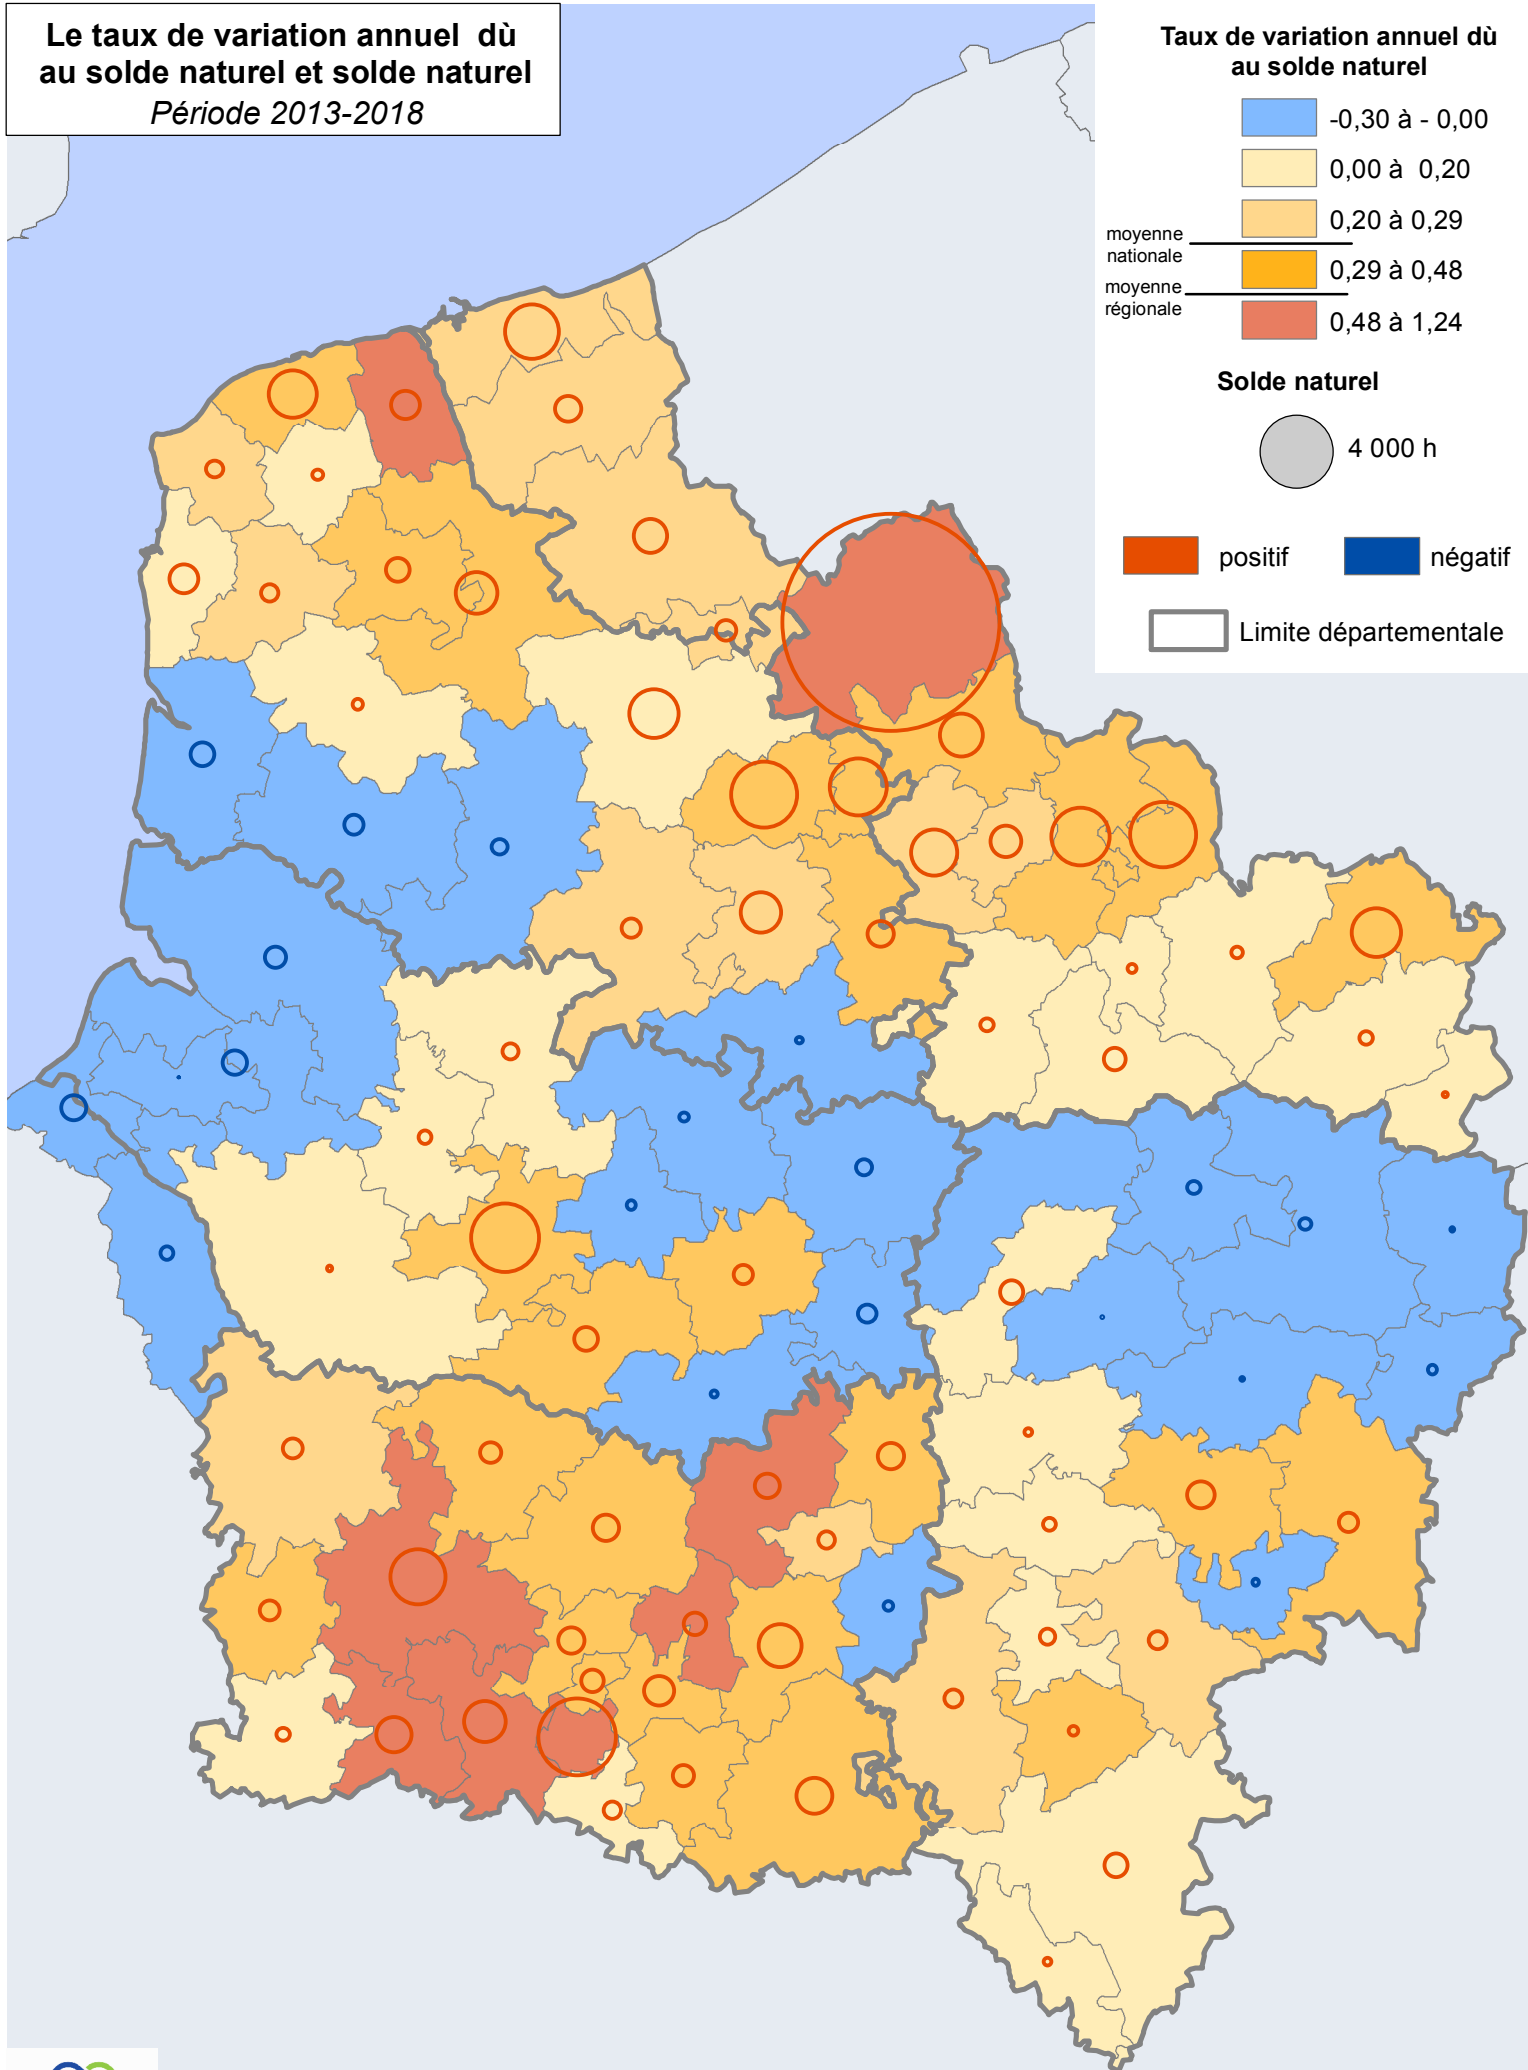 Le taux de variation annuel dù
au solde naturel et solde naturel
Période 2013-2018
Taux de variation annuel dù
au solde naturel
-0,30 à - 0,00
0,00 à 0,20
0,20 à 0,29
moyenne
nationale
0,29 à 0,48
moyenne
régionale
0,48 à 1,24
Solde naturel
4 000 h
positif
négatif
Limite départementale